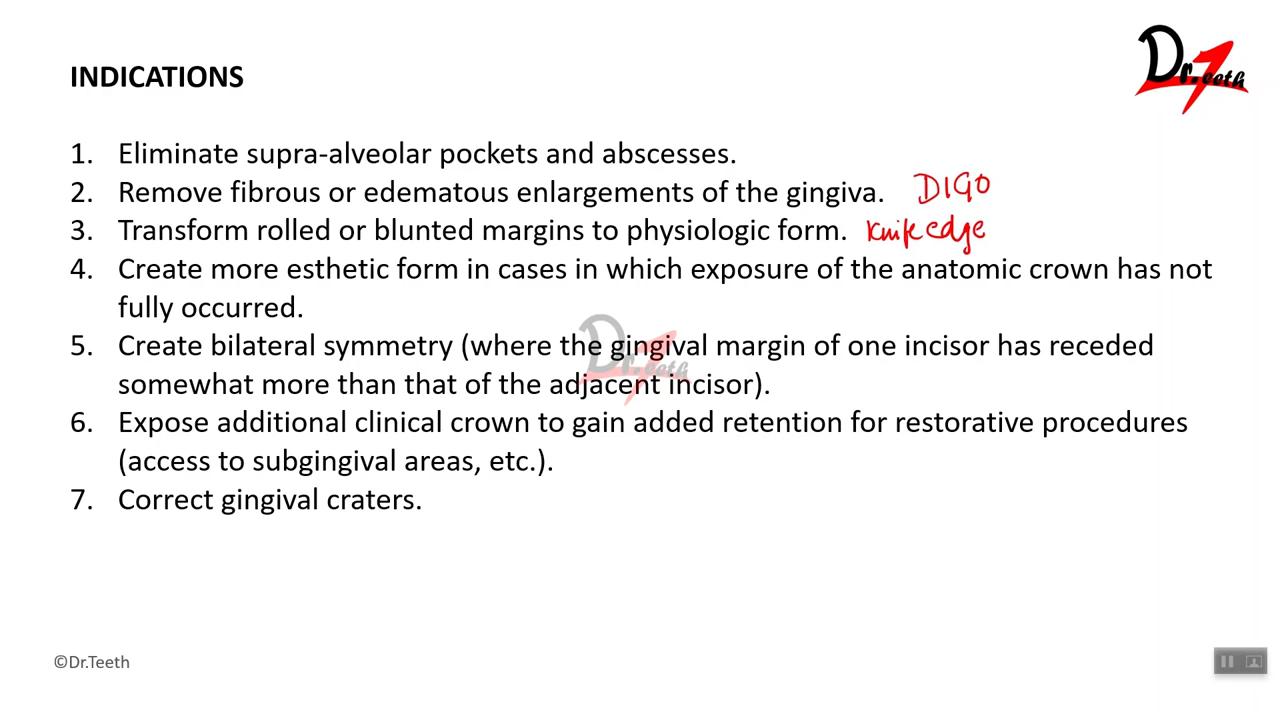 Dr.Teeth
INDICATIONS
1. Eliminate supra-alveolar pockets and abscesses.
2. Remove fibrous or edematous enlargements of the gingiva. DIGO
3. Transform rolled or blunted margins to physiologic form. knife edge
4. Create more esthetic form in cases in which exposure of the anatomic crown has not
fully occurred.
5. Create bilateral symmetry (where the gingival margin of one incisor has receded
somewhat more than that of the adjacent incisor).
Dr.Teeth
6. Expose additional clinical crown to gain added retention for restorative procedures
(access to subgingival areas, etc.).
7. Correct gingival craters.
©Dr.Teeth